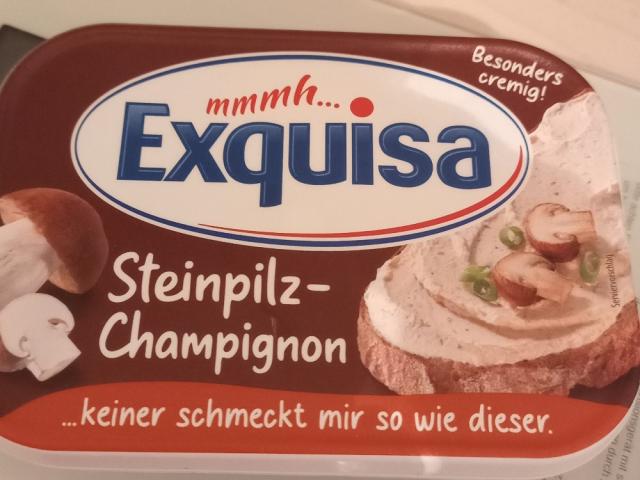 Besonders
cremig!
mmmh...
Exquisa
Steinpilz-
Champignon
Serviervorschlag
...keiner schmeckt mir so wie dieser.